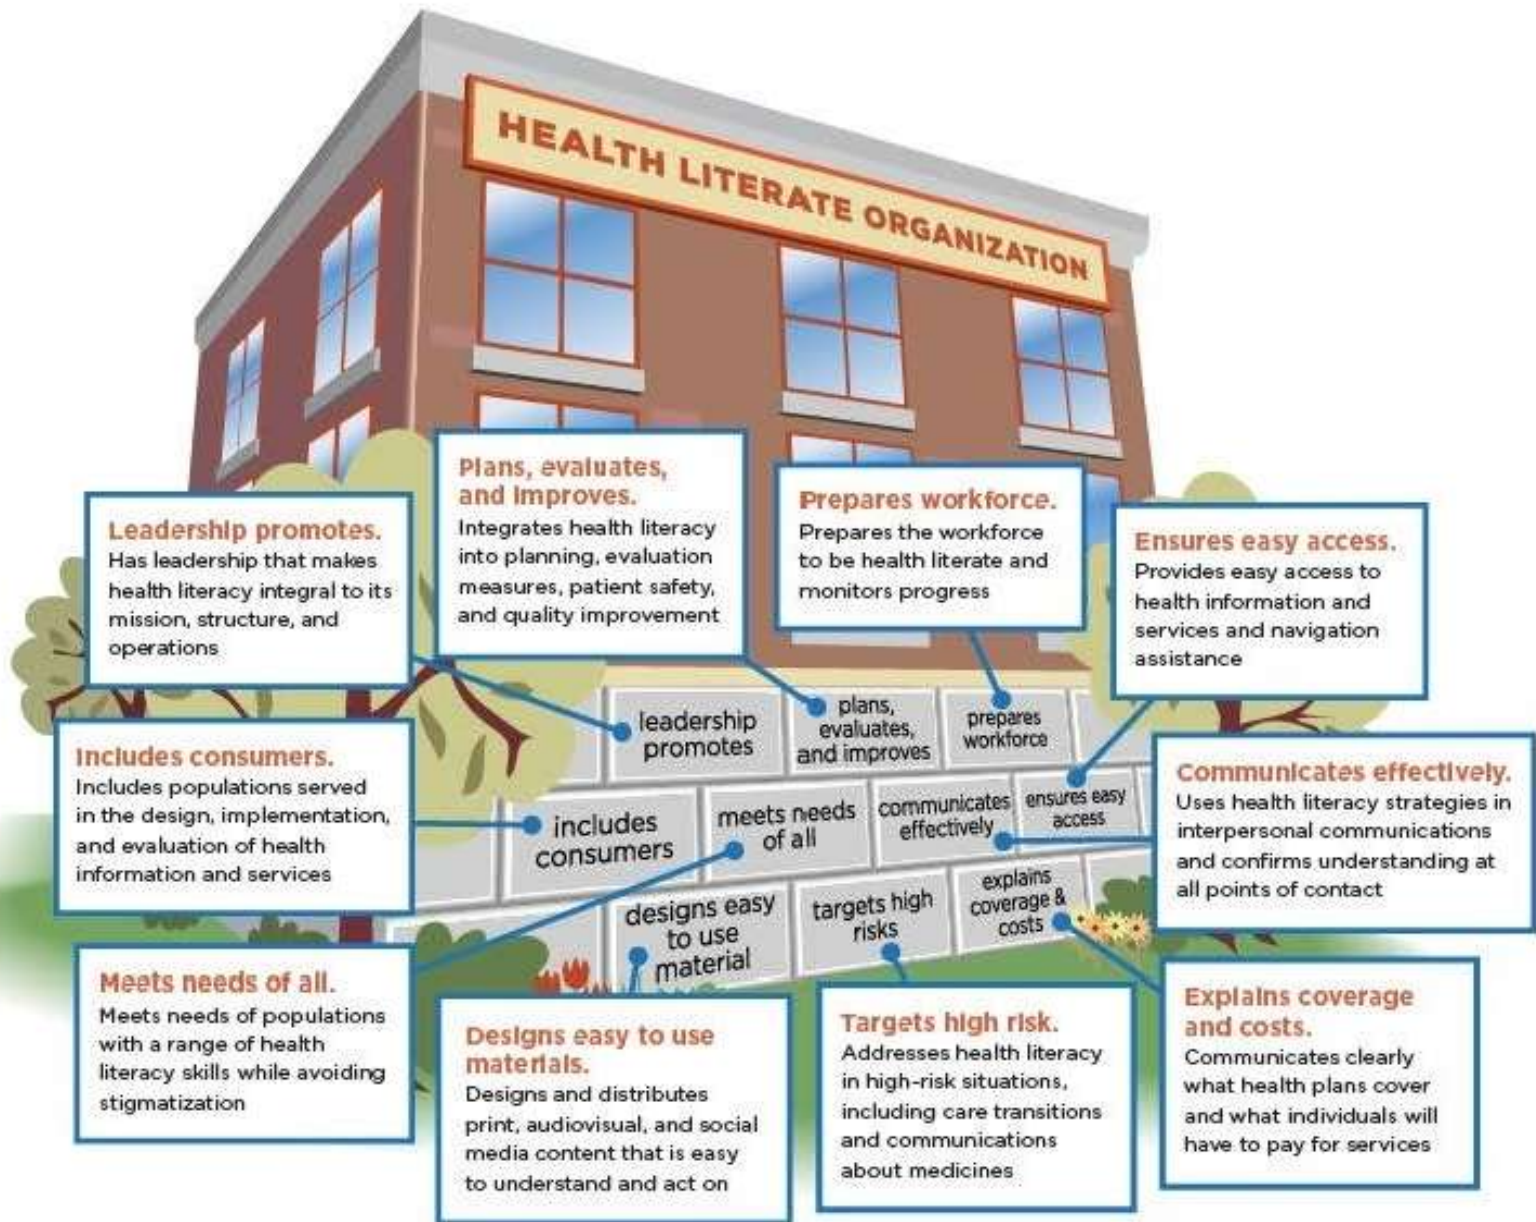 HEALTH LITERATE ORGANIZATION
Leadership promotes.
Has leadership that makes
health literacy integral to its
mission, structure, and
operations
Plans, evaluates,
and improves.
Integrates health literacy
into planning, evaluation
measures, patient safety,
and quality improvement
Prepares workforce.
Prepares the workforce
to be health literate and
monitors progress
Ensures easy access.
Provides easy access to
health information and
services and navigation
assistance
leadership
promotes
plans,
evaluates,
and improves
prepares
workforce
Includes consumers.
Includes populations served
in the design, implementation,
and evaluation of health
information and services
includes
consumers
meets needs
of all
communicates
effectively
ensures easy
access
Communicates effectively.
Uses health literacy strategies in
interpersonal communications
and confirms understanding at
all points of contact
designs easy
to use
material
targets high
risks
explains
coverage &
costs
Meets needs of all.
Meets needs of populations
with a range of health
literacy skills while avoiding
stigmatization
Designs easy to use
materials.
Designs and distributes
print, audiovisual, and social
media content that is easy
to understand and act on
Targets high risk.
Addresses health literacy
in high-risk situations,
including care transitions
and communications
about medicines
Explains coverage
and costs.
Communicates clearly
what health plans cover
and what individuals will
have to pay for services